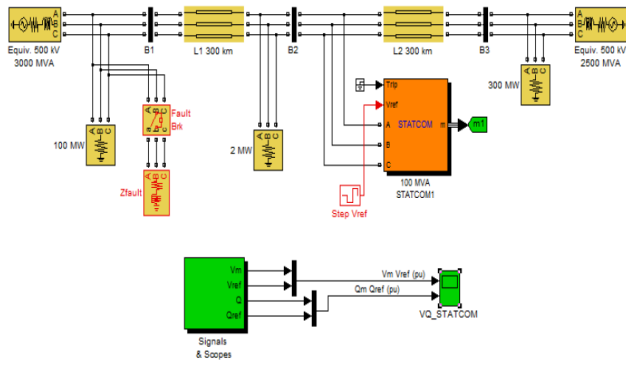 A
B
C
Equiv. 500 kV
3000 MVA
B1
L1 300 km
B2
L2 300 km
B3
A
B
C
Equiv. 500 kV
2500 MVA
A B C
100 MW
A B C
a b c
Fault
Brk
A B C
Zfault
A B C
2 MW
Trip
Vref
A
B
C
STATCOM
m
m1
100 MVA
STATCOM1
Step Vref
A B C
300 MW
Vm
Vref
Q
Qref
Signals
& Scopes
Vm Vref (pu)
Qm Qref (pu)
VQ_STATCOM